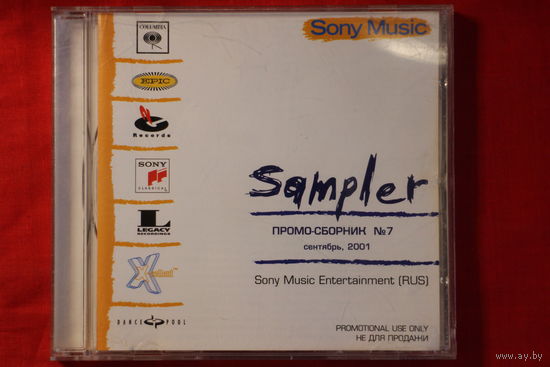 Sony Music
COLUMBIA
EPIC
Records
SONY
CLASSICAL
L
LEGACY
RECORDINGS
Sampler
ПРОМО-СБОРНИК №7
сентябрь, 2001
Sony Music Entertainment (RUS)
DANCE POOL
PROMOTIONAL USE ONLY
НЕ ДЛЯ ПРОДАЖИ
www.ay.by